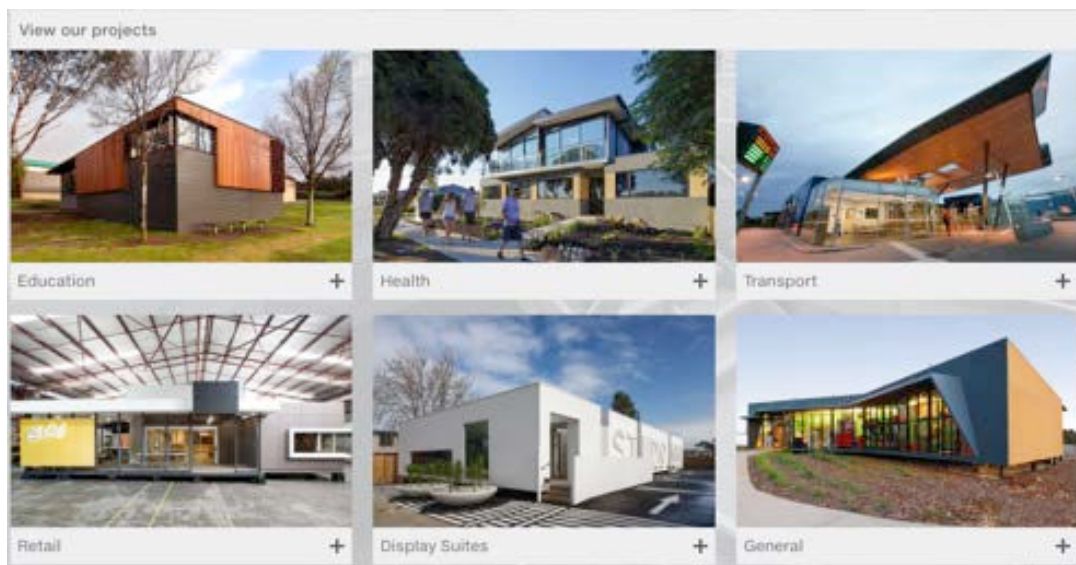 View our projects
Education +
Health +
Transport +
Retail +
Display Suites +
General +